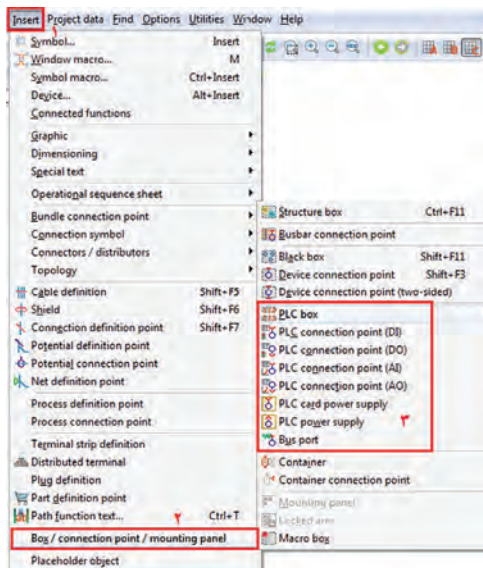 Insert Project data Find Options Utilities Window Help
۱
Symbol... Insert
Window macro... M
Symbol macro... Ctrl+Insert
Device... Alt+Insert
Connected functions
Graphic
Dimensioning
Special text
Operational sequence sheet
Bundle connection point
Connection symbol
Connectors / distributors
Topology
Cable definition Shift+F5
Shield Shift+F6
Connection definition point Shift+F7
Potential definition point
Potential connection point
Net definition point
Process definition point
Process connection point
Terminal strip definition
Distributed terminal
Plug definition
Part definition point
Path function text... Ctrl+T
۲
Box / connection point / mounting panel
Placeholder object
Structure box Ctrl+F11
Busbar connection point
Black box Shift+F11
Device connection point Shift+F3
Device connection point (two-sided)
PLC box
PLC connection point (DI)
PLC connection point (DO)
PLC connection point (AI)
PLC connection point (AO)
PLC card power supply
PLC power supply ۳
Bus port
Container
Container connection point
Mounting panel
Locked area
Macro box